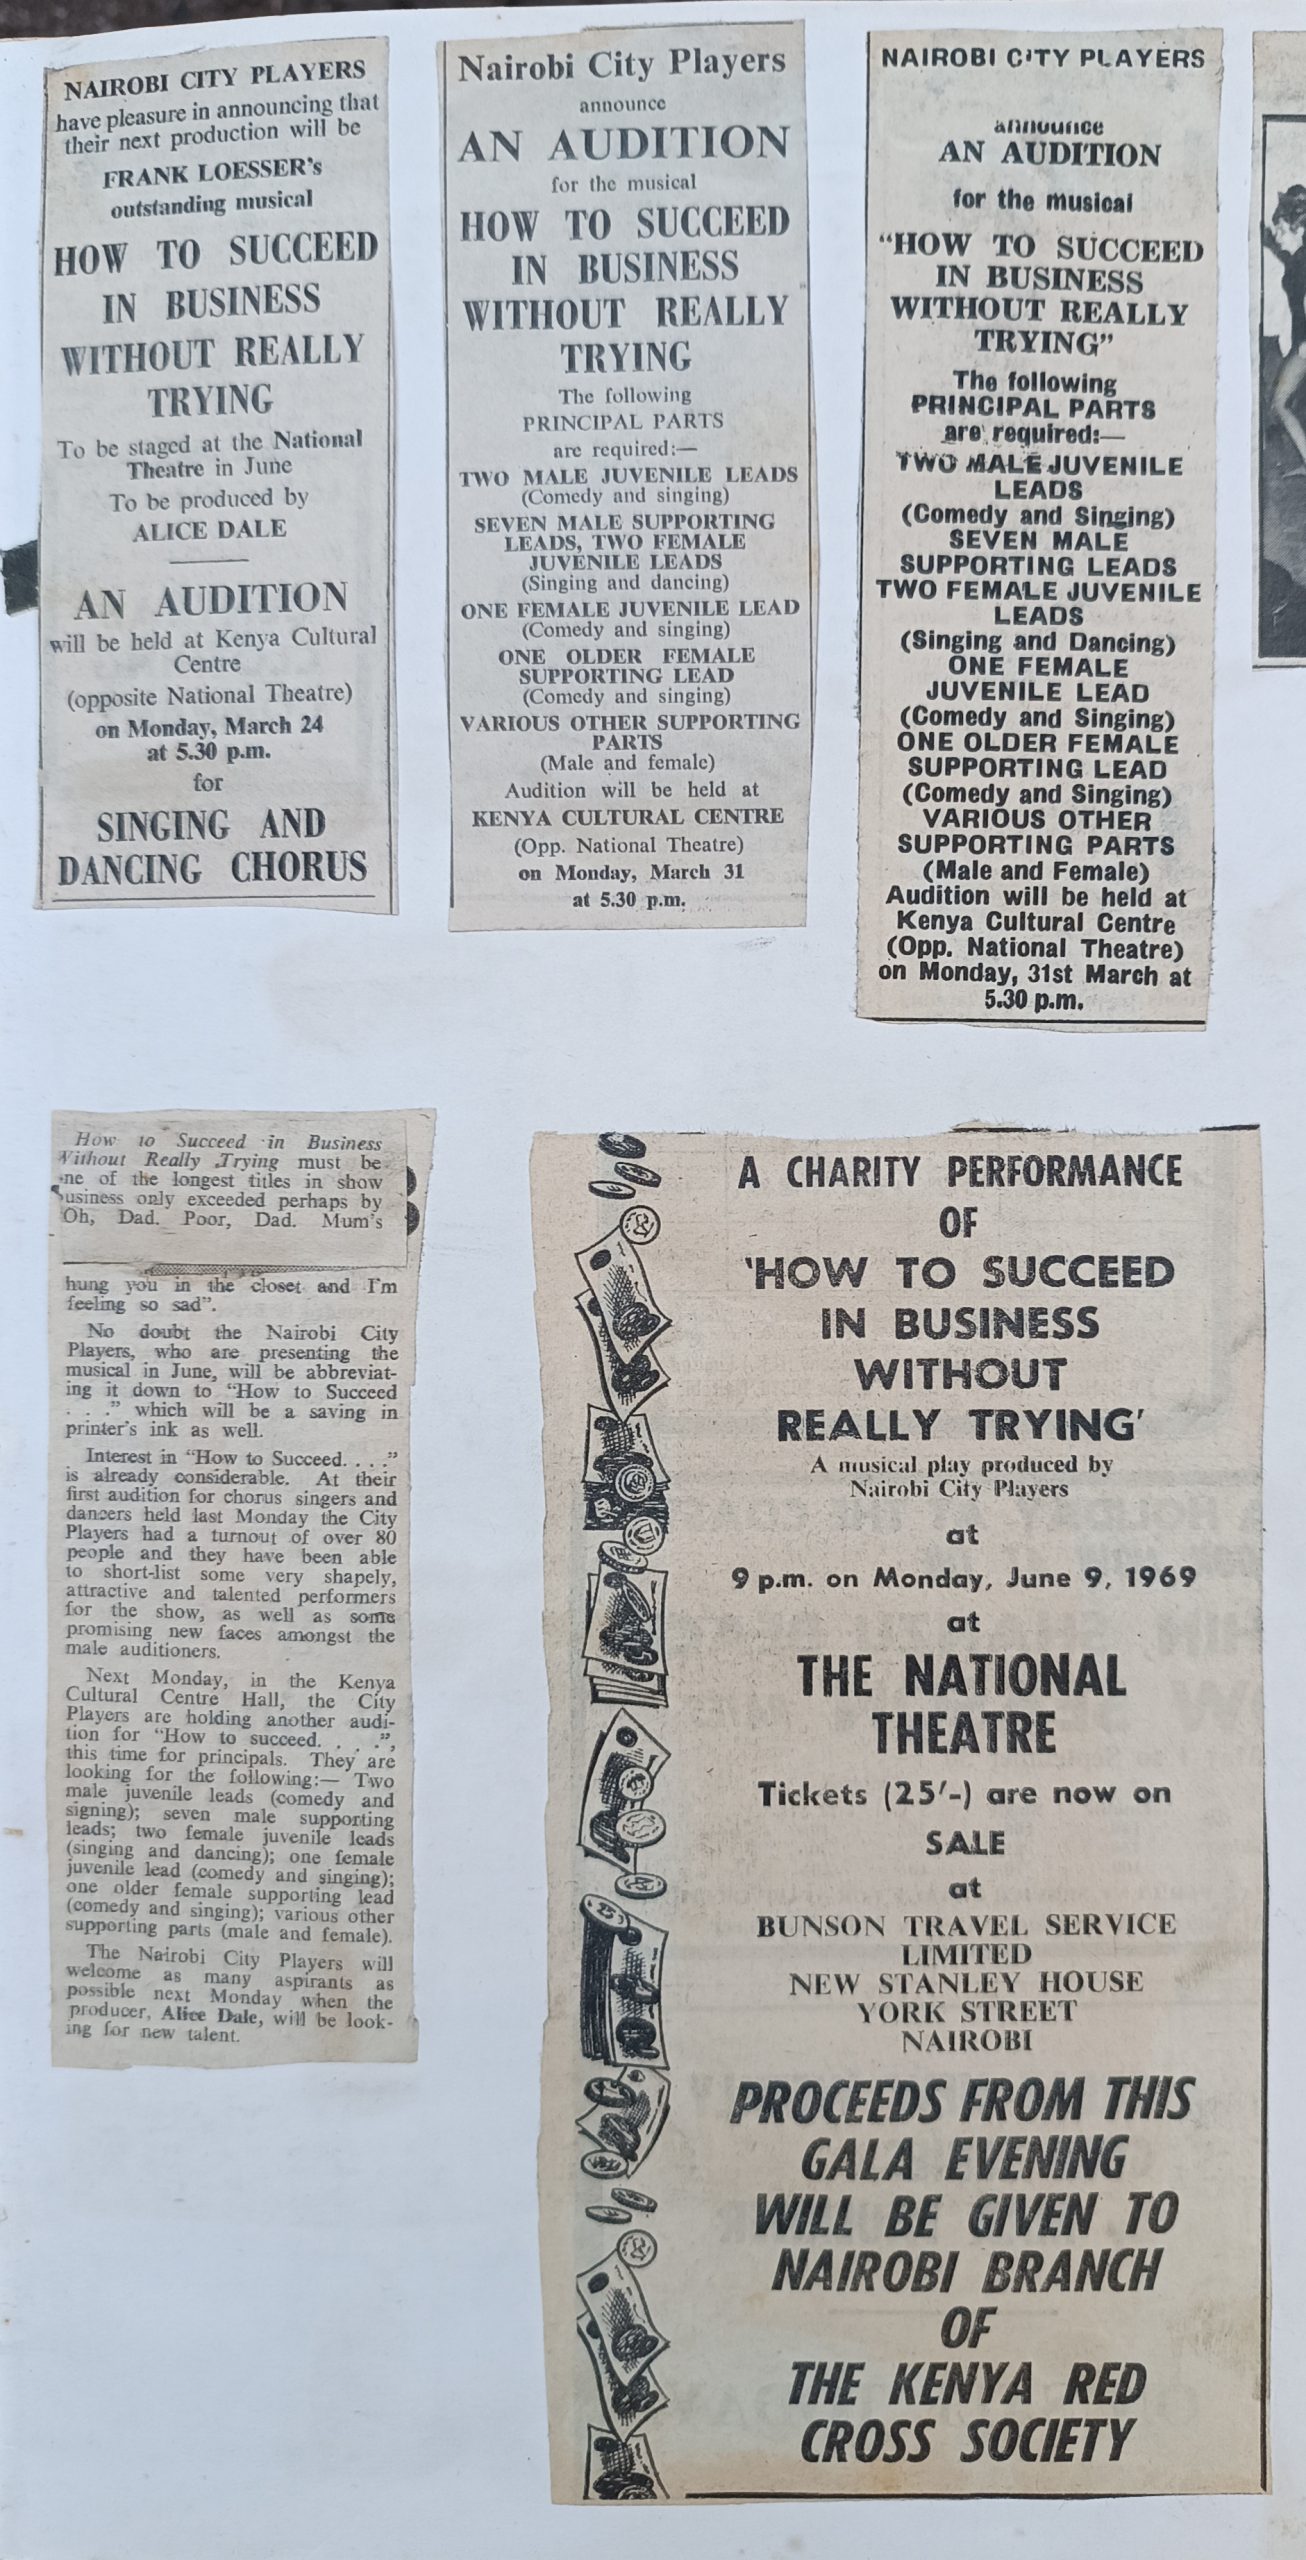 NAIROBI CITY PLAYERS
have pleasure in announcing that
their next production will be
FRANK LOESSER's
outstanding musical
HOW TO SUCCEED
IN BUSINESS
WITHOUT REALLY
TRYING
To be staged at the National
Theatre in June
To be produced by
ALICE DALE
AN AUDITION
will be held at Kenya Cultural
Centre
(opposite National Theatre)
on Monday, March 24
at 5.30 p.m.
for
SINGING AND
DANCING CHORUS
Nairobi City Players
announce
AN AUDITION
for the musical
HOW TO SUCCEED
IN BUSINESS
WITHOUT REALLY
TRYING
The following
PRINCIPAL PARTS
are required:—
TWO MALE JUVENILE LEADS
(Comedy and singing)
SEVEN MALE SUPPORTING
LEADS, TWO FEMALE
JUVENILE LEADS
(Singing and dancing)
ONE FEMALE JUVENILE LEAD
(Comedy and singing)
ONE OLDER FEMALE
SUPPORTING LEAD
(Comedy and singing)
VARIOUS OTHER SUPPORTING
PARTS
(Male and female)
Audition will be held at
KENYA CULTURAL CENTRE
(Opp. National Theatre)
on Monday, March 31
at 5.30 p.m.
NAIROBI CITY PLAYERS
announce
AN AUDITION
for the musical
"HOW TO SUCCEED
IN BUSINESS
WITHOUT REALLY
TRYING"
The following
PRINCIPAL PARTS
are required:—
TWO MALE JUVENILE
LEADS
(Comedy and Singing)
SEVEN MALE
SUPPORTING LEADS
TWO FEMALE JUVENILE
LEADS
(Singing and Dancing)
ONE FEMALE
JUVENILE LEAD
(Comedy and Singing)
ONE OLDER FEMALE
SUPPORTING LEAD
(Comedy and Singing)
VARIOUS OTHER
SUPPORTING PARTS
(Male and Female)
Audition will be held at
Kenya Cultural Centre
(Opp. National Theatre)
on Monday, 31st March at
5.30 p.m.
How to Succeed in Business
Without Really Trying must be
one of the longest titles in show
business only exceeded perhaps by
"Oh, Dad. Poor, Dad. Mum's
hung you in the closet and I'm
feeling so sad".
No doubt the Nairobi City
Players, who are presenting the
musical in June, will be abbreviat-
ing it down to "How to Succeed
. . ." which will be a saving in
printer's ink as well.
Interest in "How to Succeed. . . ."
is already considerable. At their
first audition for chorus singers and
dancers held last Monday the City
Players had a turnout of over 80
people and they have been able
to short-list some very shapely,
attractive and talented performers
for the show, as well as some
promising new faces amongst the
male auditioners.
Next Monday, in the Kenya
Cultural Centre Hall, the City
Players are holding another audi-
tion for "How to succeed. . . .",
this time for principals. They are
looking for the following:— Two
male juvenile leads (comedy and
signing); seven male supporting
leads; two female juvenile leads
(singing and dancing); one female
juvenile lead (comedy and singing);
one older female supporting lead
(comedy and singing); various other
supporting parts (male and female).
The Nairobi City Players will
welcome as many aspirants as
possible next Monday when the
producer, Alice Dale, will be look-
ing for new talent.
A CHARITY PERFORMANCE
OF
'HOW TO SUCCEED
IN BUSINESS
WITHOUT
REALLY TRYING'
A musical play produced by
Nairobi City Players
at
9 p.m. on Monday, June 9, 1969
at
THE NATIONAL
THEATRE
Tickets (25'-) are now on
SALE
at
BUNSON TRAVEL SERVICE
LIMITED
NEW STANLEY HOUSE
YORK STREET
NAIROBI
PROCEEDS FROM THIS
GALA EVENING
WILL BE GIVEN TO
NAIROBI BRANCH
OF
THE KENYA RED
CROSS SOCIETY